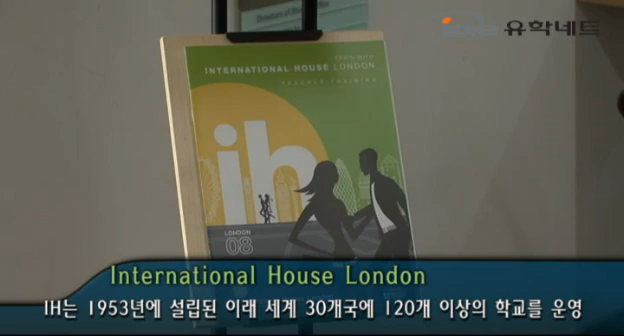 유학네트
TRAIN WITH
INTERNATIONAL HOUSE LONDON
TEACHER TRAINING
ih
LONDON
08
International House London
IH는 1953년에 설립된 이래 세계 30개국에 120개 이상의 학교를 운영